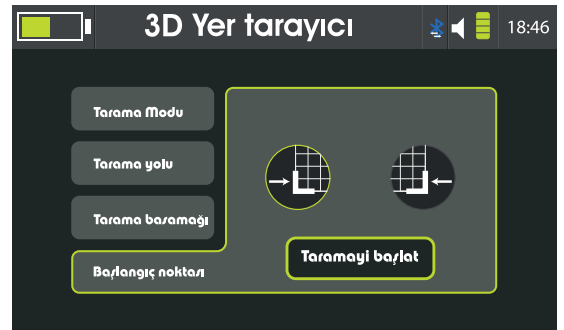 3D Yer tarayıcı
18:46
Tarama Modu
Tarama yolu
Tarama basamağı
Başlangıç noktası
Taramayi başlat